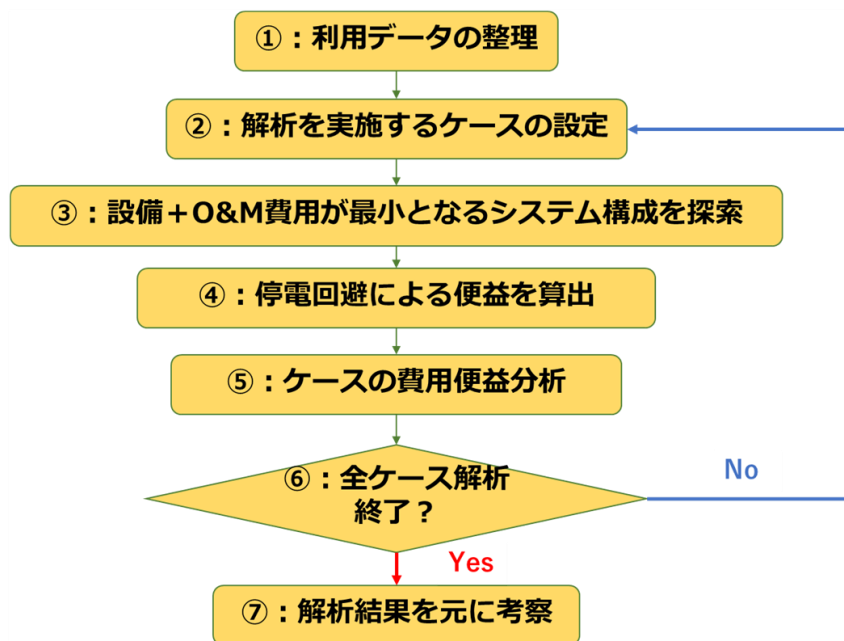 ①：利用データの整理
②：解析を実施するケースの設定
③：設備＋O&M費用が最小となるシステム構成を探索
④：停電回避による便益を算出
⑤：ケースの費用便益分析
⑥：全ケース解析
終了？
No
Yes
⑦：解析結果を元に考察